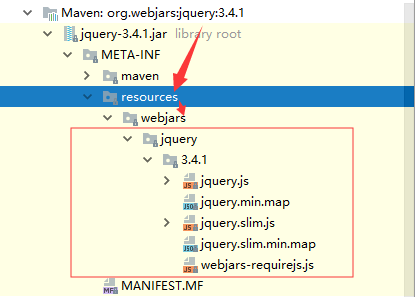 Maven: org.webjars:jquery:3.4.1
jquery-3.4.1.jar library root
META-INF
maven
resources
webjars
jquery
3.4.1
jquery.js
jquery.min.map
jquery.slim.js
jquery.slim.min.map
webjars-requirejs.js
MANIFEST.MF